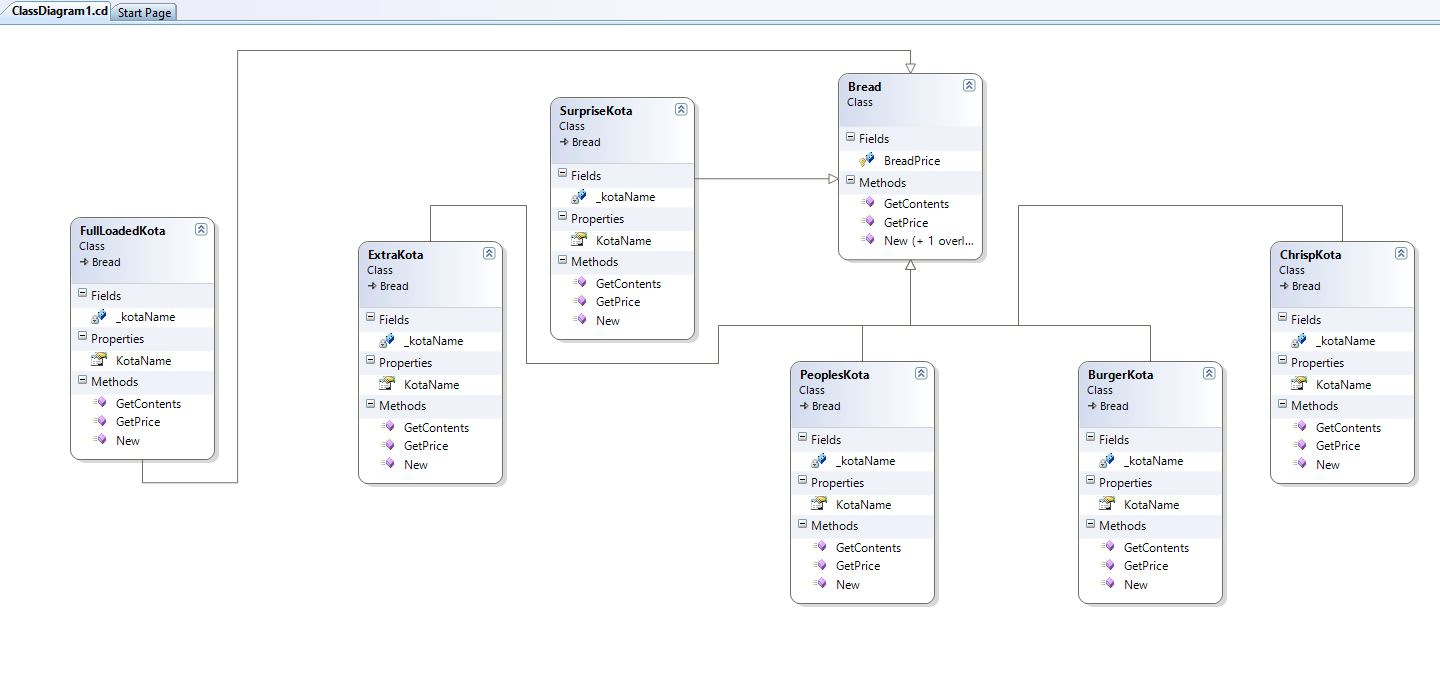 ClassDiagram1.cd
Start Page
FullLoadedKota
Class
Bread
Fields
_kotaName
Properties
KotaName
Methods
GetContents
GetPrice
New
ExtraKota
Class
Bread
Fields
_kotaName
Properties
KotaName
Methods
GetContents
GetPrice
New
SurpriseKota
Class
Bread
Fields
_kotaName
Properties
KotaName
Methods
GetContents
GetPrice
New
Bread
Class
Fields
BreadPrice
Methods
GetContents
GetPrice
New (+ 1 overl...
PeoplesKota
Class
Bread
Fields
_kotaName
Properties
KotaName
Methods
GetContents
GetPrice
New
BurgerKota
Class
Bread
Fields
_kotaName
Properties
KotaName
Methods
GetContents
GetPrice
New
ChrispKota
Class
Bread
Fields
_kotaName
Properties
KotaName
Methods
GetContents
GetPrice
New